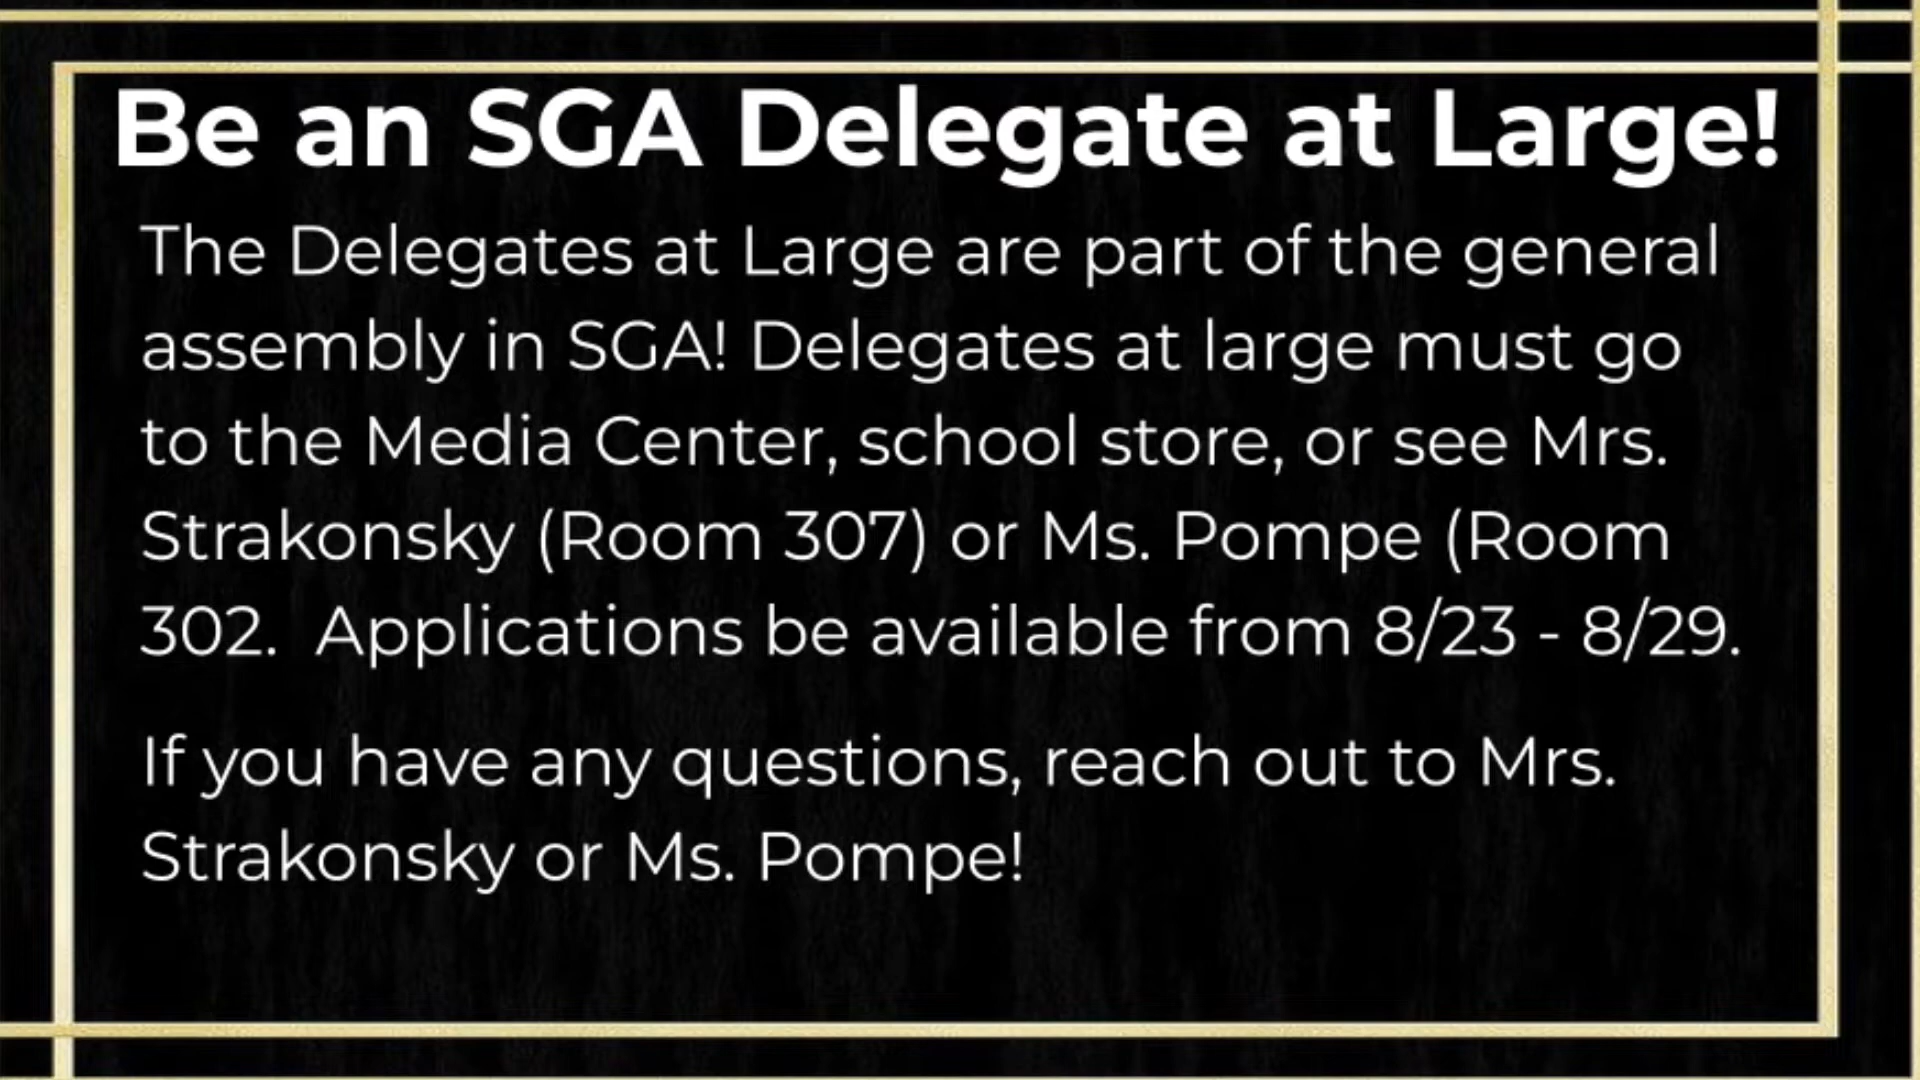 Be an SGA Delegate at Large!
The Delegates at Large are part of the general
assembly in SGA! Delegates at large must go
to the Media Center, school store, or see Mrs.
Strakonsky (Room 307) or Ms. Pompe (Room
302.  Applications be available from 8/23 - 8/29.
If you have any questions, reach out to Mrs.
Strakonsky or Ms. Pompe!